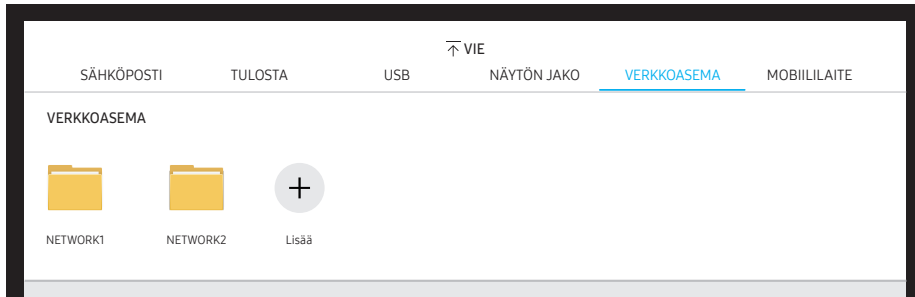 VIE
SÄHKÖPOSTI TULOSTA USB NÄYTÖN JAKO VERKKOASEMA MOBIILILAITE
VERKKOASEMA
NETWORK1 NETWORK2 Lisää